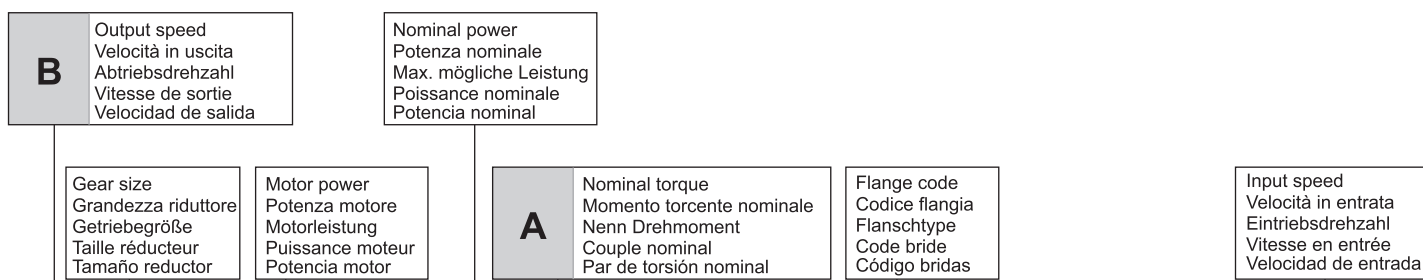 B
Output speed
Velocità in uscita
Abtriebsdrehzahl
Vitesse de sortie
Velocidad de salida
Nominal power
Potenza nominale
Max. mögliche Leistung
Poissance nominale
Potencia nominal
Gear size
Grandezza riduttore
Getriebegröße
Taille réducteur
Tamaño reductor
Motor power
Potenza motore
Motorleistung
Puissance moteur
Potencia motor
A
Nominal torque
Momento torcente nominale
Nenn Drehmoment
Couple nominal
Par de torsión nominal
Flange code
Codice flangia
Flanschtype
Code bride
Código bridas
Input speed
Velocità in entrata
Eintriebsdrehzahl
Vitesse en entrée
Velocidad de entrada